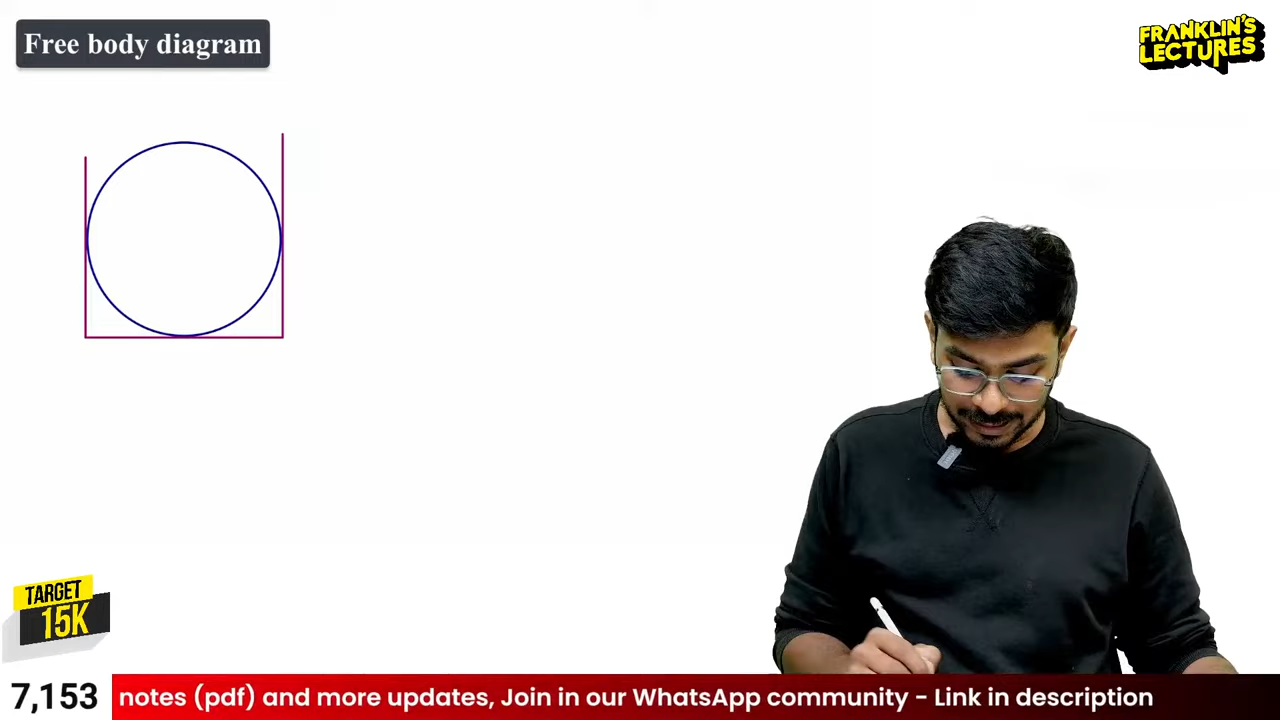 Free body diagram
FRANKLIN'S
LECTURES
TARGET
15K
7,153
notes (pdf) and more updates, Join in our WhatsApp community - Link in description